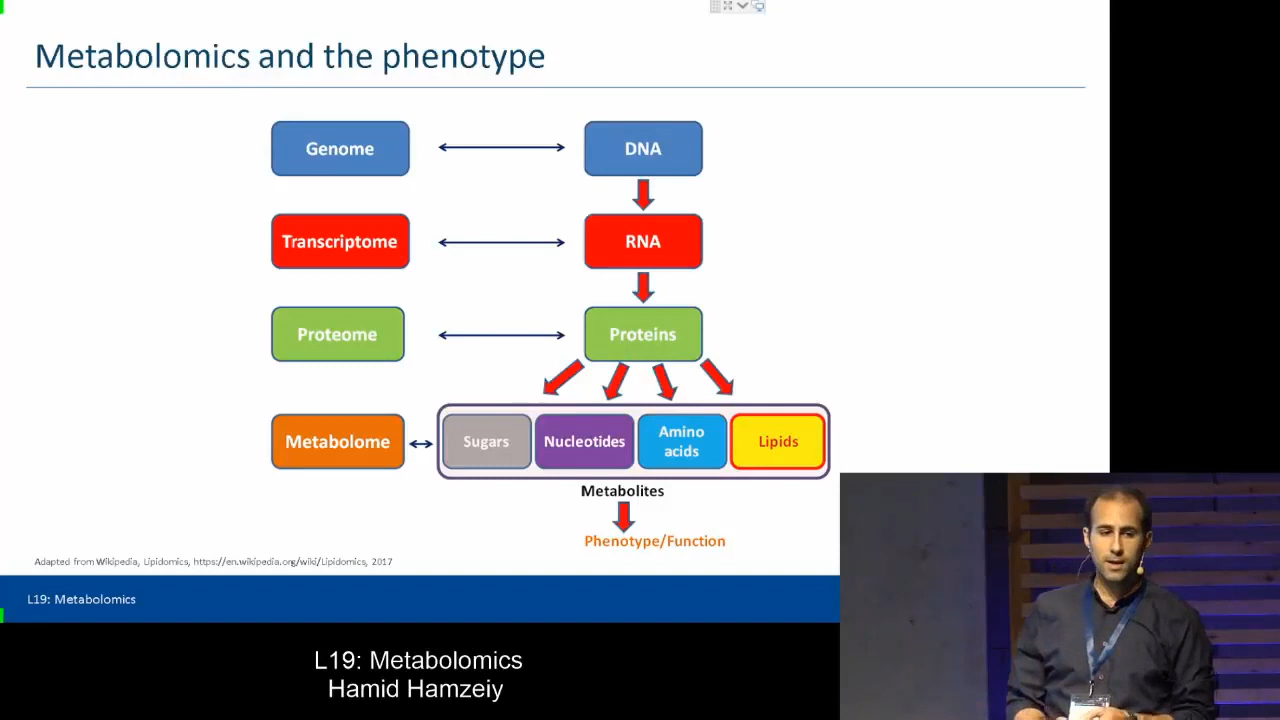 Metabolomics and the phenotype
Genome
DNA
Transcriptome
RNA
Proteome
Proteins
Metabolome
Sugars
Nucleotides
Amino
acids
Lipids
Metabolites
Phenotype/Function
Adapted from Wikipedia, Lipidomics, https://en.wikipedia.org/wiki/Lipidomics, 2017
L19: Metabolomics
L19: Metabolomics
Hamid Hamzeiy